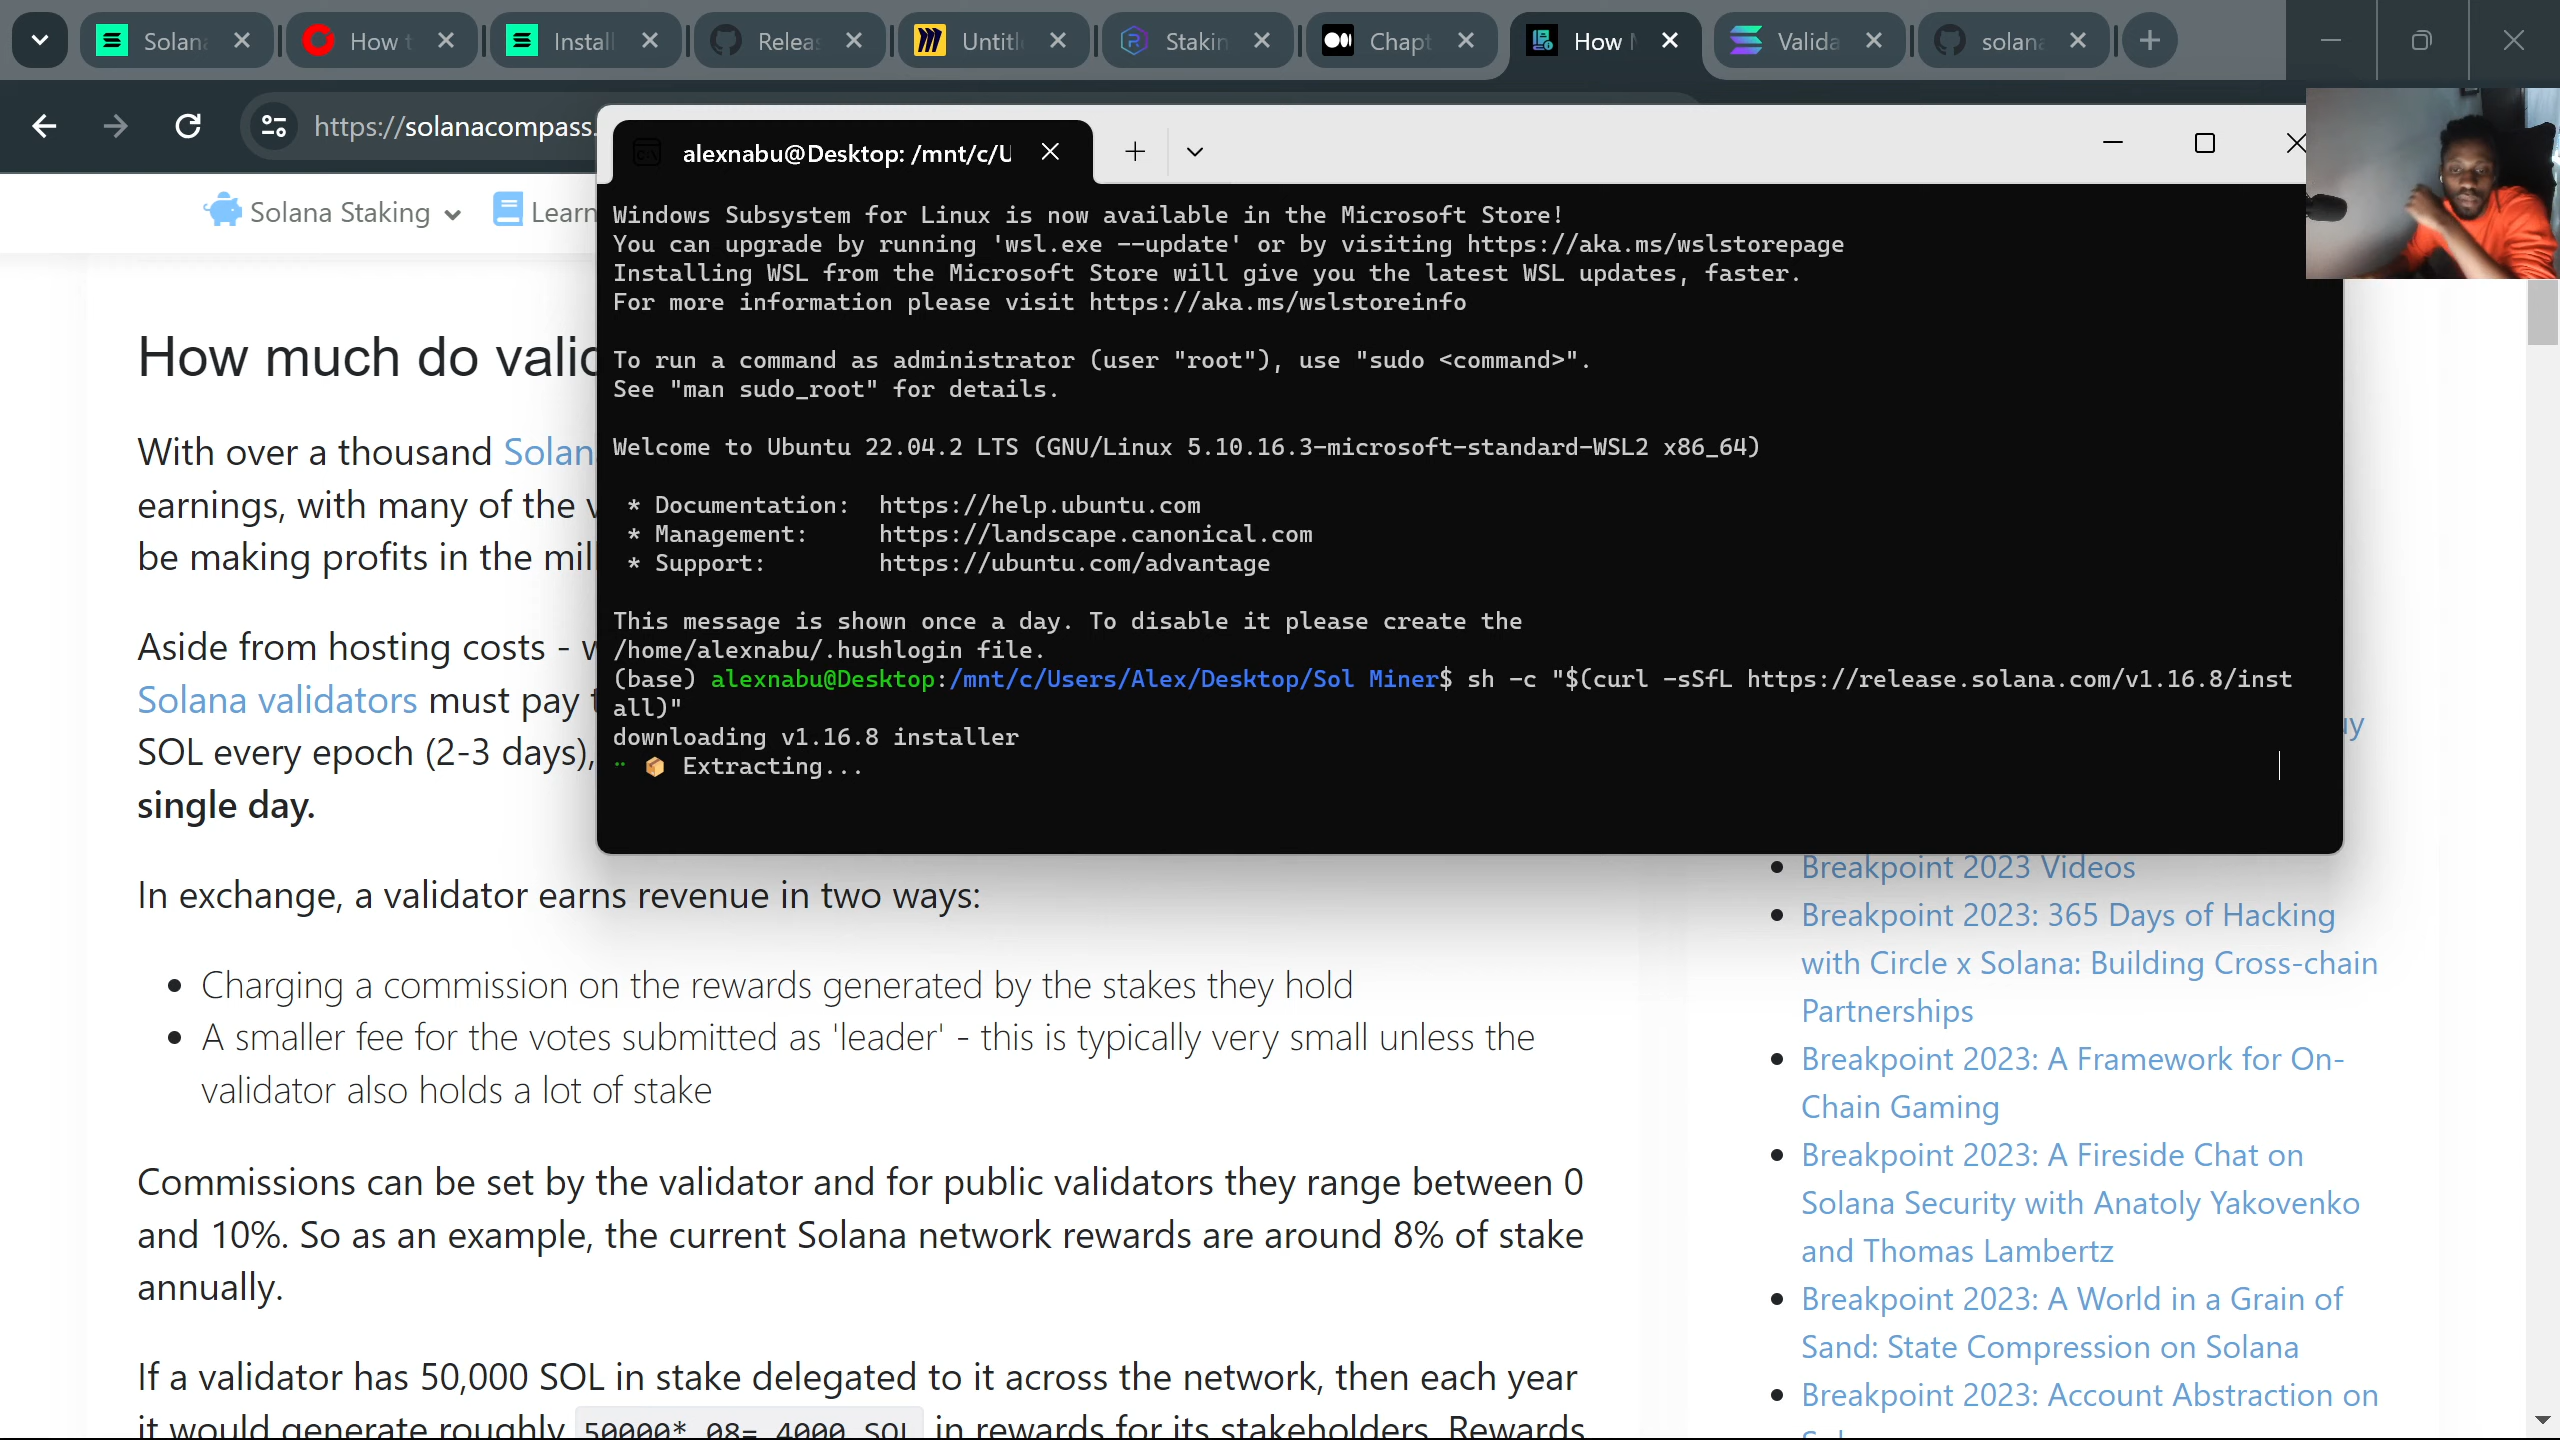 Solan
How t
Install
Relea
Untitl
Stakin
Chapt
How
Valida
solan
https://solanacompass.
alexnabu@Desktop: /mnt/c/U
Solana Staking
Learn
Windows Subsystem for Linux is now available in the Microsoft Store!
You can upgrade by running 'wsl.exe --update' or by visiting https://aka.ms/wslstorepage
Installing WSL from the Microsoft Store will give you the latest WSL updates, faster.
For more information please visit https://aka.ms/wslstoreinfo
To run a command as administrator (user "root"), use "sudo <command>".
See "man sudo_root" for details.
Welcome to Ubuntu 22.04.2 LTS (GNU/Linux 5.10.16.3-microsoft-standard-WSL2 x86_64)
* Documentation: https://help.ubuntu.com
* Management: https://landscape.canonical.com
* Support: https://ubuntu.com/advantage
This message is shown once a day. To disable it please create the
/home/alexnabu/.hushlogin file.
(base) alexnabu@Desktop:/mnt/c/Users/Alex/Desktop/Sol Miner$ sh -c "$(curl -sSfL https://release.solana.com/v1.16.8/inst
all)"
downloading v1.16.8 installer
📦 Extracting...
How much do valid
With over a thousand Solan
earnings, with many of the v
be making profits in the mil
Aside from hosting costs - w
Solana validators must pay t
SOL every epoch (2-3 days),
single day.
In exchange, a validator earns revenue in two ways:
• Charging a commission on the rewards generated by the stakes they hold
• A smaller fee for the votes submitted as 'leader' - this is typically very small unless the
validator also holds a lot of stake
Commissions can be set by the validator and for public validators they range between 0
and 10%. So as an example, the current Solana network rewards are around 8% of stake
annually.
If a validator has 50,000 SOL in stake delegated to it across the network, then each year
it would generate roughly 50000*.08= 4000 SOL in rewards for its stakeholders. Rewards
uy
• Breakpoint 2023 Videos
• Breakpoint 2023: 365 Days of Hacking
with Circle x Solana: Building Cross-chain
Partnerships
• Breakpoint 2023: A Framework for On-
Chain Gaming
• Breakpoint 2023: A Fireside Chat on
Solana Security with Anatoly Yakovenko
and Thomas Lambertz
• Breakpoint 2023: A World in a Grain of
Sand: State Compression on Solana
• Breakpoint 2023: Account Abstraction on